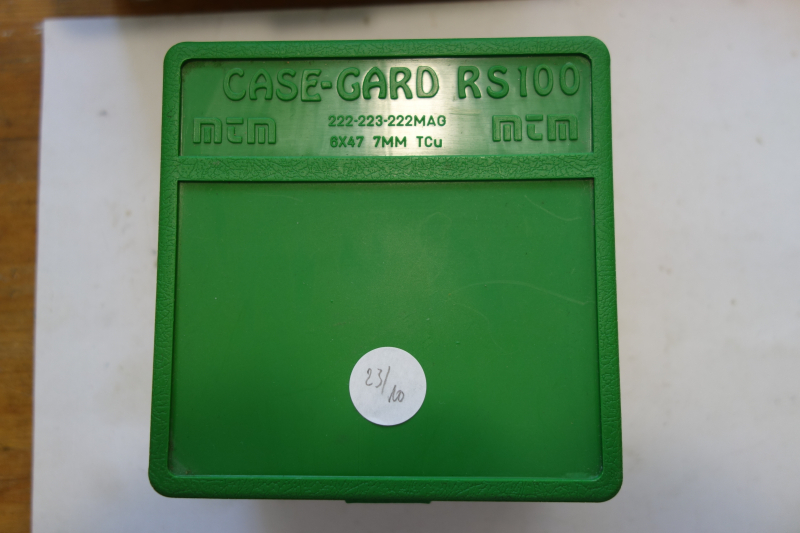 CASE-GARD RS100
mtm 222-223-222MAG mtm
6X47 7MM TCu
23/10